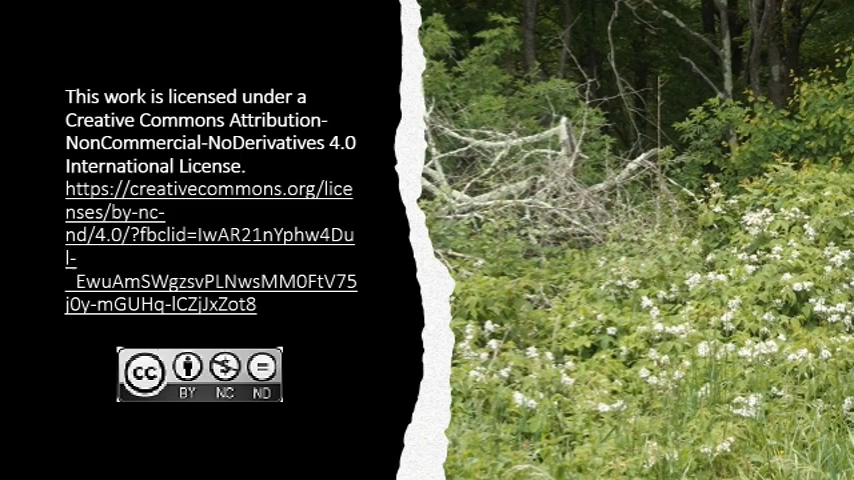 This work is licensed under a
Creative Commons Attribution-
NonCommercial-NoDerivatives 4.0
International License.
https://creativecommons.org/lice
nses/by-nc-
nd/4.0/?fbclid=IwAR21nYphw4Du
l-
_EwuAmSWgzsvPLNwsMM0FtV75
j0y-mGUHq-lCZjJxZot8
cc
BY NC ND